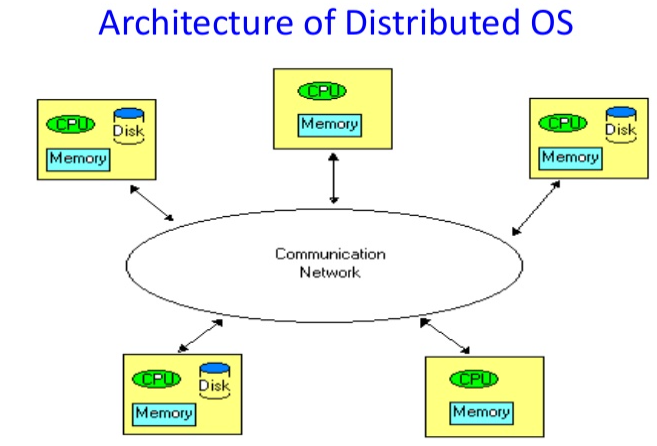 Architecture of Distributed OS
CPU
Memory
CPU
Disk
Memory
CPU
Disk
Memory
Communication
Network
CPU
Disk
Memory
CPU
Memory